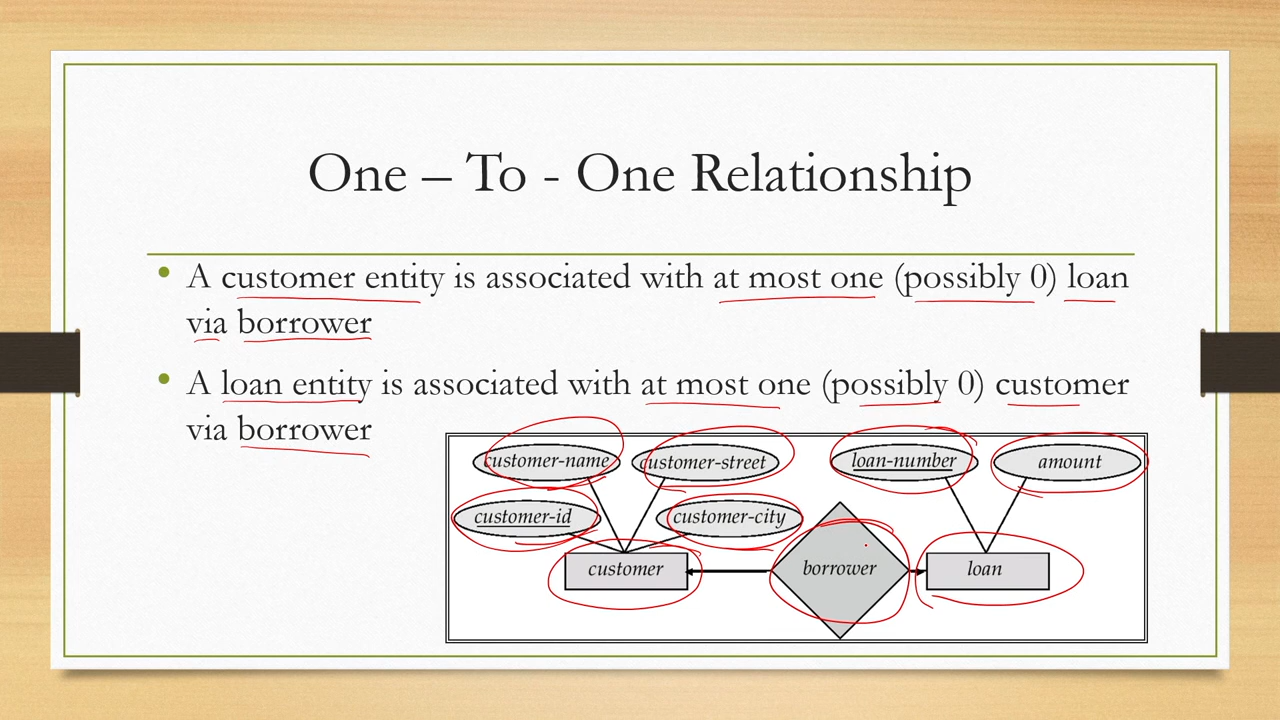 One – To - One Relationship
• A customer entity is associated with at most one (possibly 0) loan
via borrower
• A loan entity is associated with at most one (possibly 0) customer
via borrower
customer-name customer-street loan-number amount
customer-id customer-city
customer borrower loan